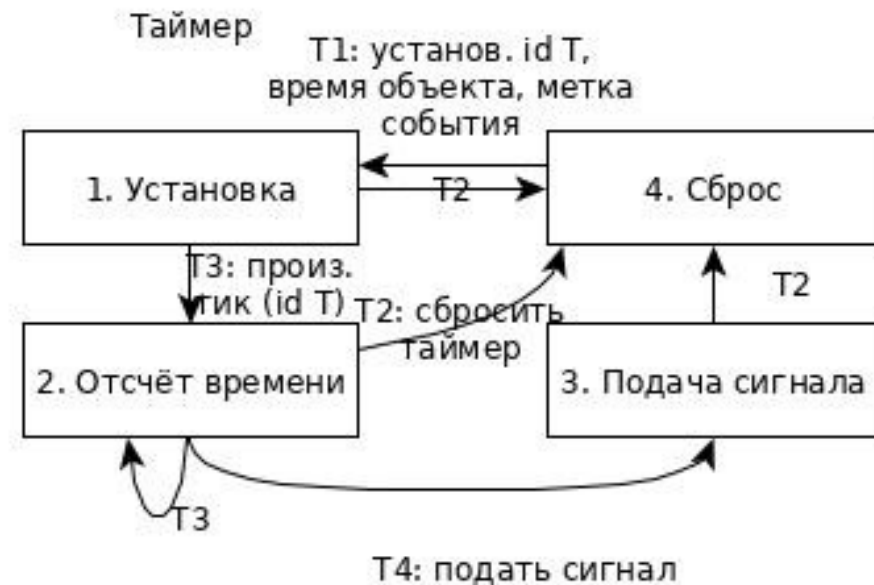 Таймер
T1: установ. id T,
время объекта, метка
события
1. Установка
T2
4. Сброс
T3: произ.
тик (id T)
T2: сбросить
таймер
T2
2. Отсчёт времени
3. Подача сигнала
T3
T4: подать сигнал